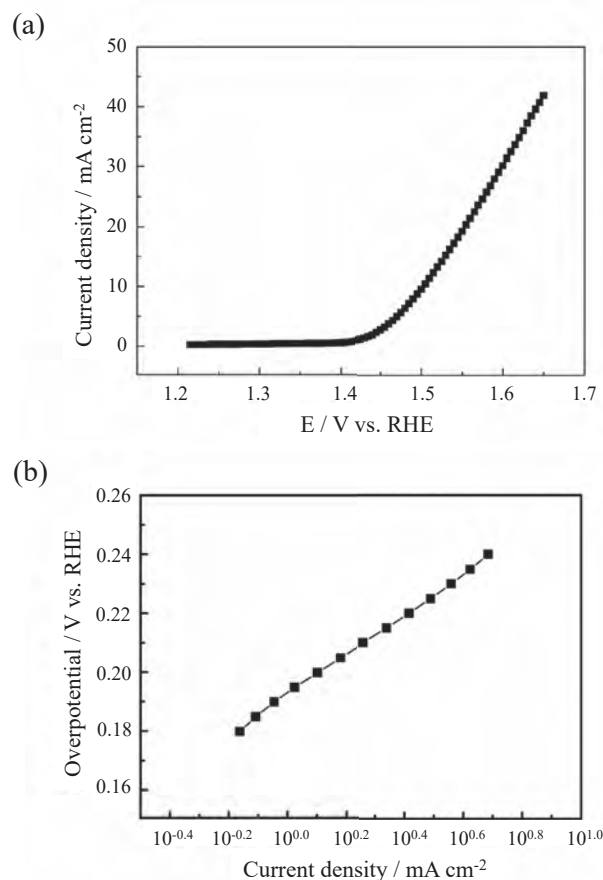 (a)
50
40
30
20
10
0
Current density / mA cm⁻²
1.2 1.3 1.4 1.5 1.6 1.7
E / V vs. RHE
(b)
0.26
0.24
0.22
0.20
0.18
0.16
Overpotential / V vs. RHE
10⁻⁰·⁴ 10⁻⁰·² 10⁰·⁰ 10⁰·² 10⁰·⁴ 10⁰·⁶ 10⁰·⁸ 10¹·⁰
Current density / mA cm⁻²